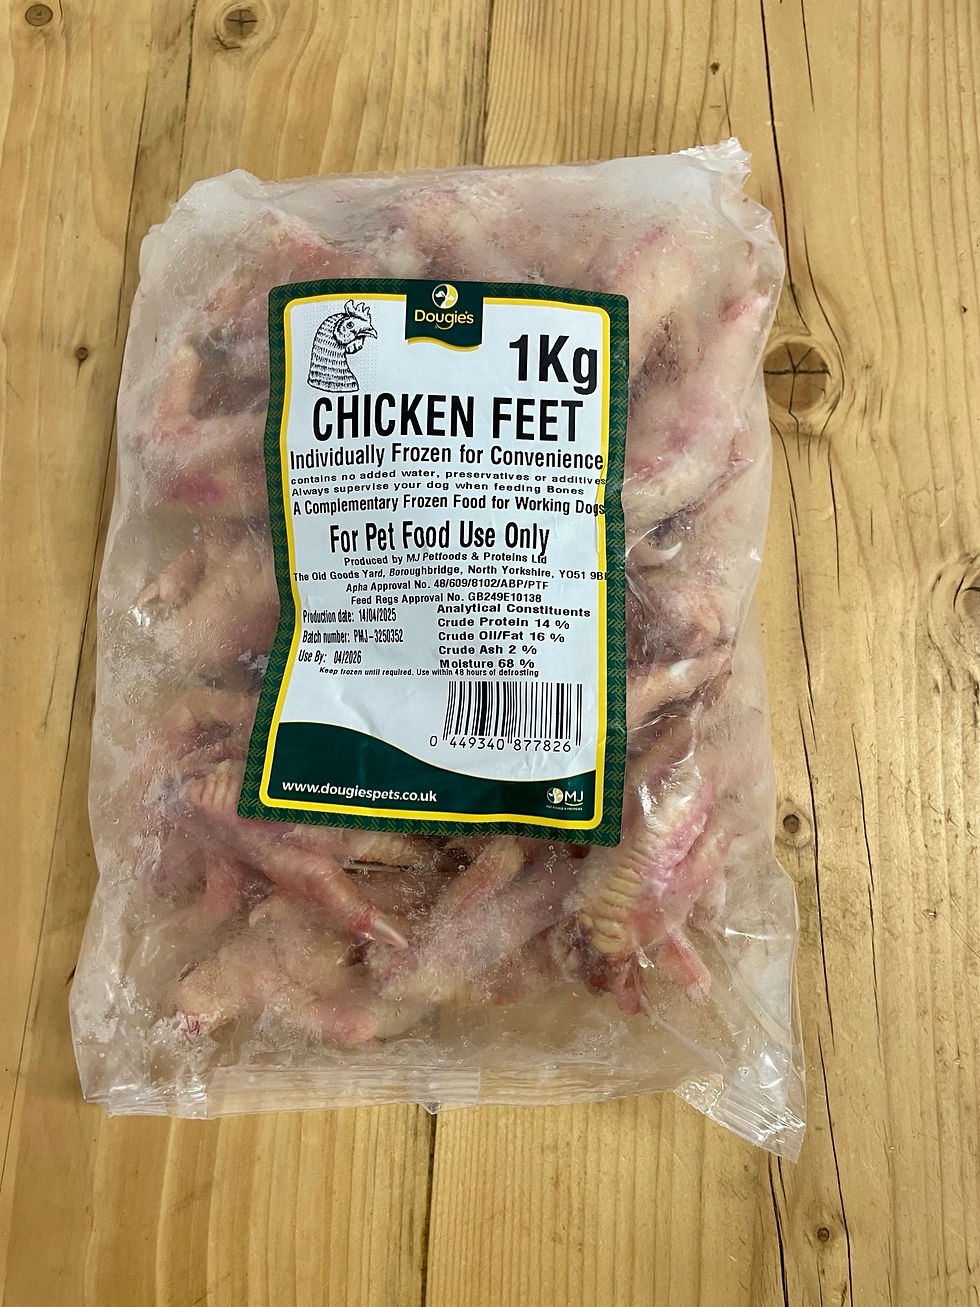 Dougie's
1Kg
CHICKEN FEET
Individually Frozen for Convenience
contains no added water, preservatives or additives
Always supervise your dog when feeding Bones
A Complementary Frozen Food for Working Dogs
For Pet Food Use Only
Produced by MJ Petfoods & Proteins Ltd
The Old Goods Yard, Boroughbridge, North Yorkshire, YO51 9B
Apha Approval No. 48/609/8102/ABP/PTF
Feed Regs Approval No. GB249E10138
Production date: 14/04/2025
Batch number: PMJ-3250352
Use By: 04/2026
Analytical Constituents
Crude Protein 14 %
Crude Oil/Fat 16 %
Crude Ash 2 %
Moisture 68 %
Keep frozen until required. Use within 48 hours of defrosting
0 449340 877826
www.dougiespets.co.uk
MJ